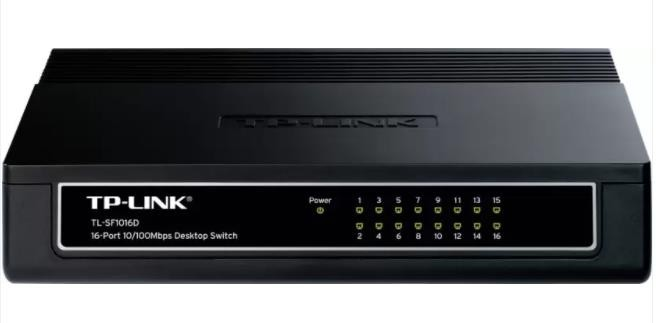 TP-LINK
TP-LINK®
TL-SF1016D
16-Port 10/100Mbps Desktop Switch
Power
1 3 5 7 9 11 13 15
2 4 6 8 10 12 14 16